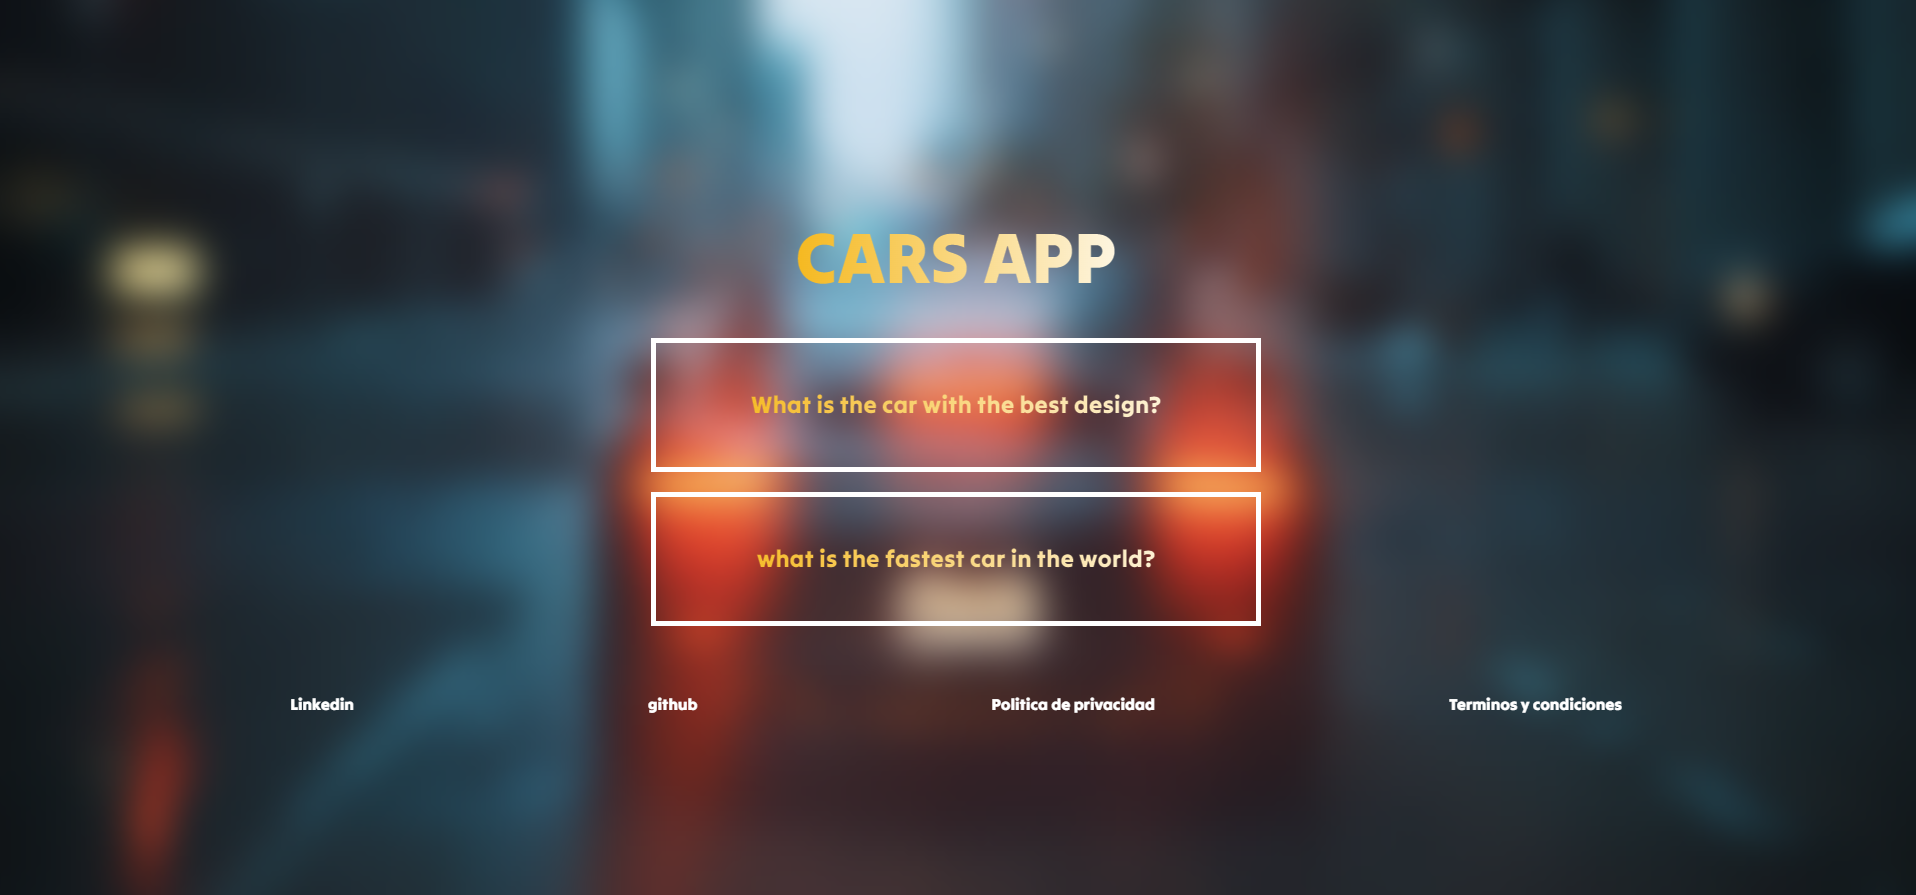 CARS APP
What is the car with the best design?
what is the fastest car in the world?
Linkedin github Politica de privacidad Terminos y condiciones